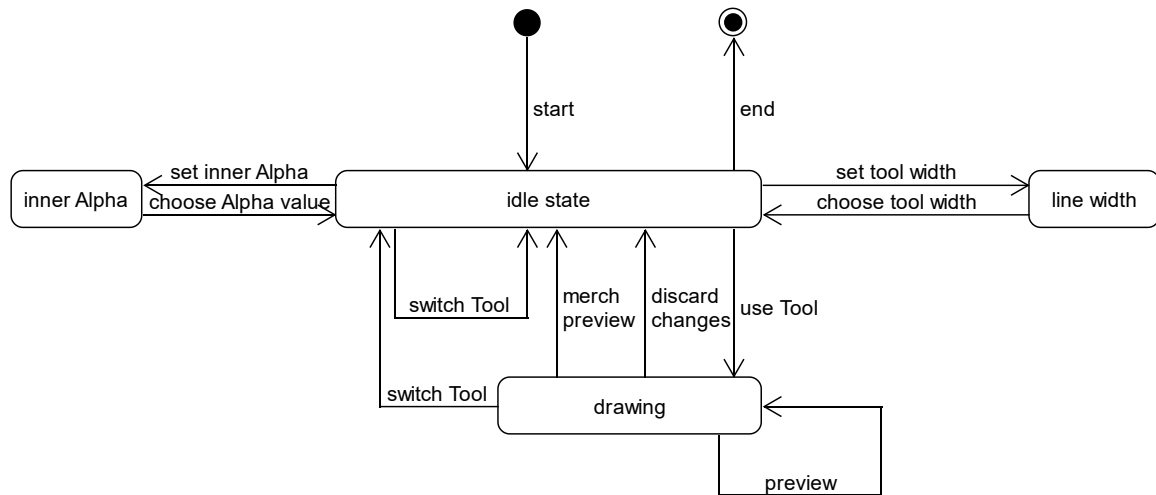 start
end
set inner Alpha
set tool width
inner Alpha
idle state
line width
choose Alpha value
choose tool width
switch Tool
merch
preview
discard
changes
use Tool
switch Tool
drawing
preview